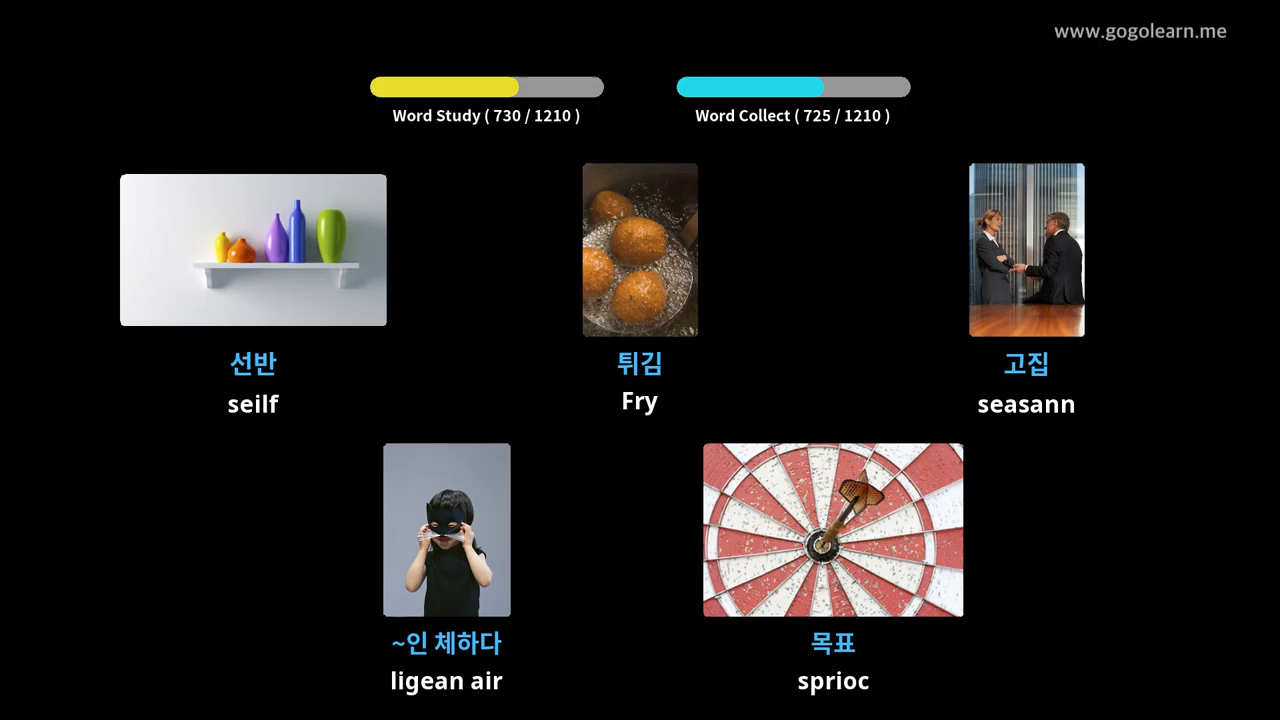 www.gogolearn.me
Word Study ( 730 / 1210 )
Word Collect ( 725 / 1210 )
선반
튀김
고집
seilf
Fry
seasann
~인 체하다
목표
ligean air
sprioc